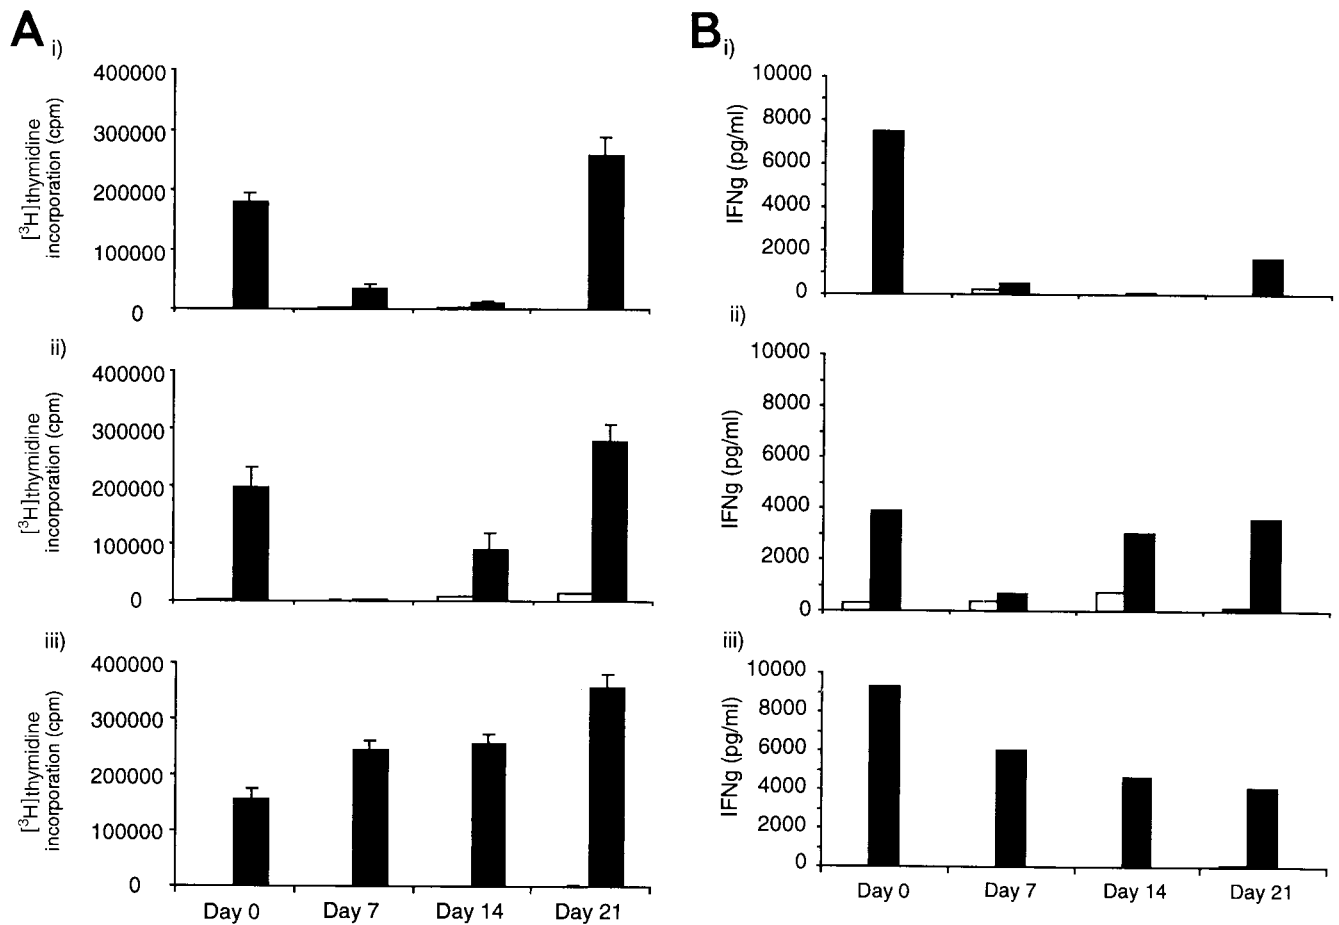 A i)
400000
300000
200000
100000
0
[³H]thymidine
incorporation (cpm)
ii)
400000
300000
200000
100000
0
[³H]thymidine
incorporation (cpm)
iii)
400000
300000
200000
100000
0
[³H]thymidine
incorporation (cpm)
Day 0 Day 7 Day 14 Day 21
B i)
10000
8000
6000
4000
2000
0
IFNg (pg/ml)
ii)
10000
8000
6000
4000
2000
0
IFNg (pg/ml)
iii)
10000
8000
6000
4000
2000
0
IFNg (pg/ml)
Day 0 Day 7 Day 14 Day 21